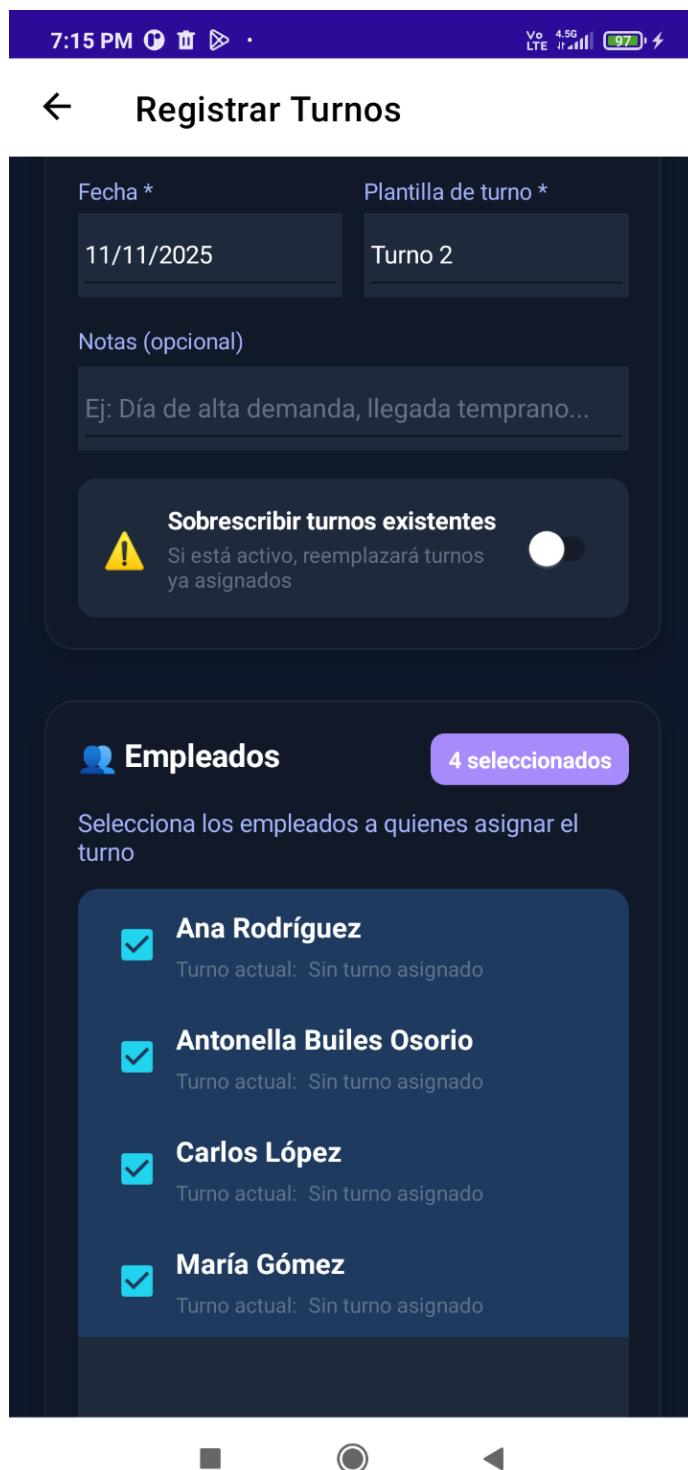 7:15 PM
Vo LTE 4.5G 97
Registrar Turnos
Fecha *
Plantilla de turno *
11/11/2025
Turno 2
Notas (opcional)
Ej: Día de alta demanda, llegada temprano...
Sobrescribir turnos existentes
Si está activo, reemplazará turnos
ya asignados
Empleados
4 seleccionados
Selecciona los empleados a quienes asignar el
turno
Ana Rodríguez
Turno actual: Sin turno asignado
Antonella Builes Osorio
Turno actual: Sin turno asignado
Carlos López
Turno actual: Sin turno asignado
María Gómez
Turno actual: Sin turno asignado